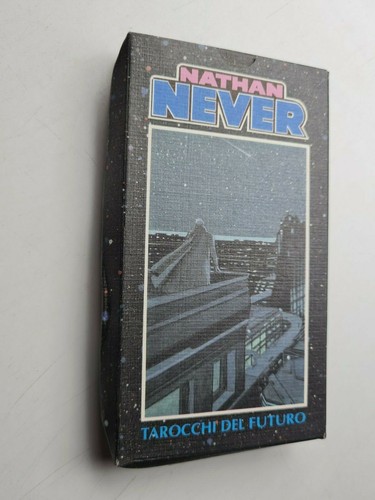 NATHAN
NEVER
TAROCCHI DEL FUTURO